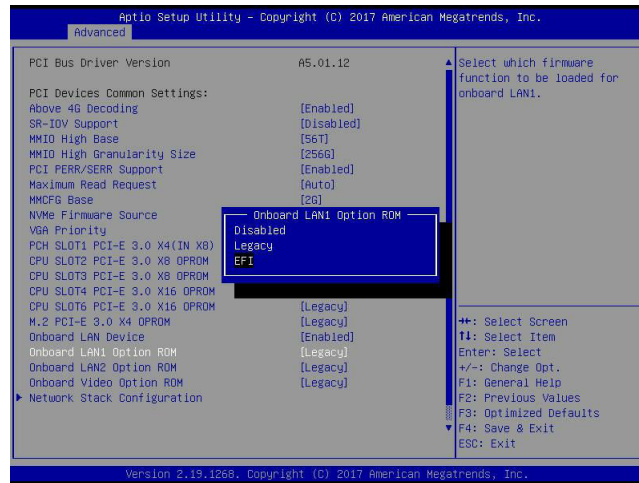 Aptio Setup Utility – Copyright (C) 2017 American Megatrends, Inc.
Advanced
PCI Bus Driver Version A5.01.12
PCI Devices Common Settings:
Above 4G Decoding [Enabled]
SR-IOV Support [Disabled]
MMIO High Base [56T]
MMIO High Granularity Size [256G]
PCI PERR/SERR Support [Enabled]
Maximum Read Request [Auto]
MMCFG Base [2G]
NVMe Firmware Source
VGA Priority
PCH SLOT1 PCI-E 3.0 X4(IN X8)
CPU SLOT2 PCI-E 3.0 X8 OPROM
CPU SLOT3 PCI-E 3.0 X8 OPROM
CPU SLOT4 PCI-E 3.0 X16 OPROM
CPU SLOT6 PCI-E 3.0 X16 OPROM [Legacy]
M.2 PCI-E 3.0 X4 OPROM [Legacy]
Onboard LAN Device [Enabled]
Onboard LAN1 Option ROM [Legacy]
Onboard LAN2 Option ROM [Legacy]
Onboard Video Option ROM [Legacy]
Network Stack Configuration
Onboard LAN1 Option ROM
Disabled
Legacy
EFI
Select which firmware
function to be loaded for
onboard LAN1.
→←: Select Screen
↑↓: Select Item
Enter: Select
+/-: Change Opt.
F1: General Help
F2: Previous Values
F3: Optimized Defaults
F4: Save & Exit
ESC: Exit
Version 2.19.1268. Copyright (C) 2017 American Megatrends, Inc.